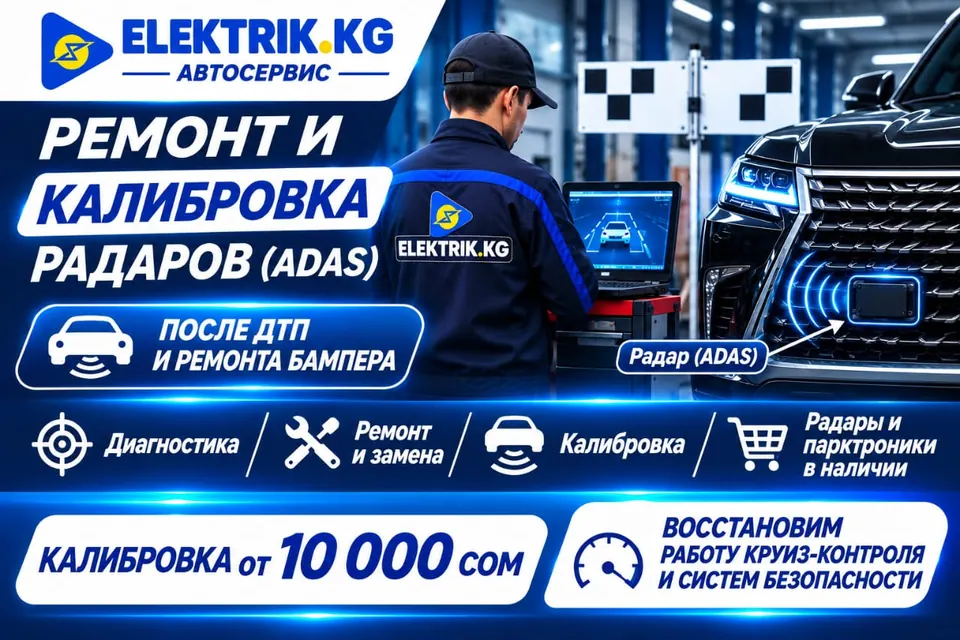 ELEKTRIK.KG
АВТОСЕРВИС
РЕМОНТ И
КАЛИБРОВКА
РАДАРОВ (ADAS)
ПОСЛЕ ДТП
И РЕМОНТА БАМПЕРА
ELEKTRIK.KG
Радар (ADAS)
Диагностика
Ремонт
и замена
Калибровка
Радары и
парктроники
в наличии
КАЛИБРОВКА от 10 000 сом
ВОССТАНОВИМ
РАБОТУ КРУИЗ-КОНТРОЛЯ
И СИСТЕМ БЕЗОПАСНОСТИ